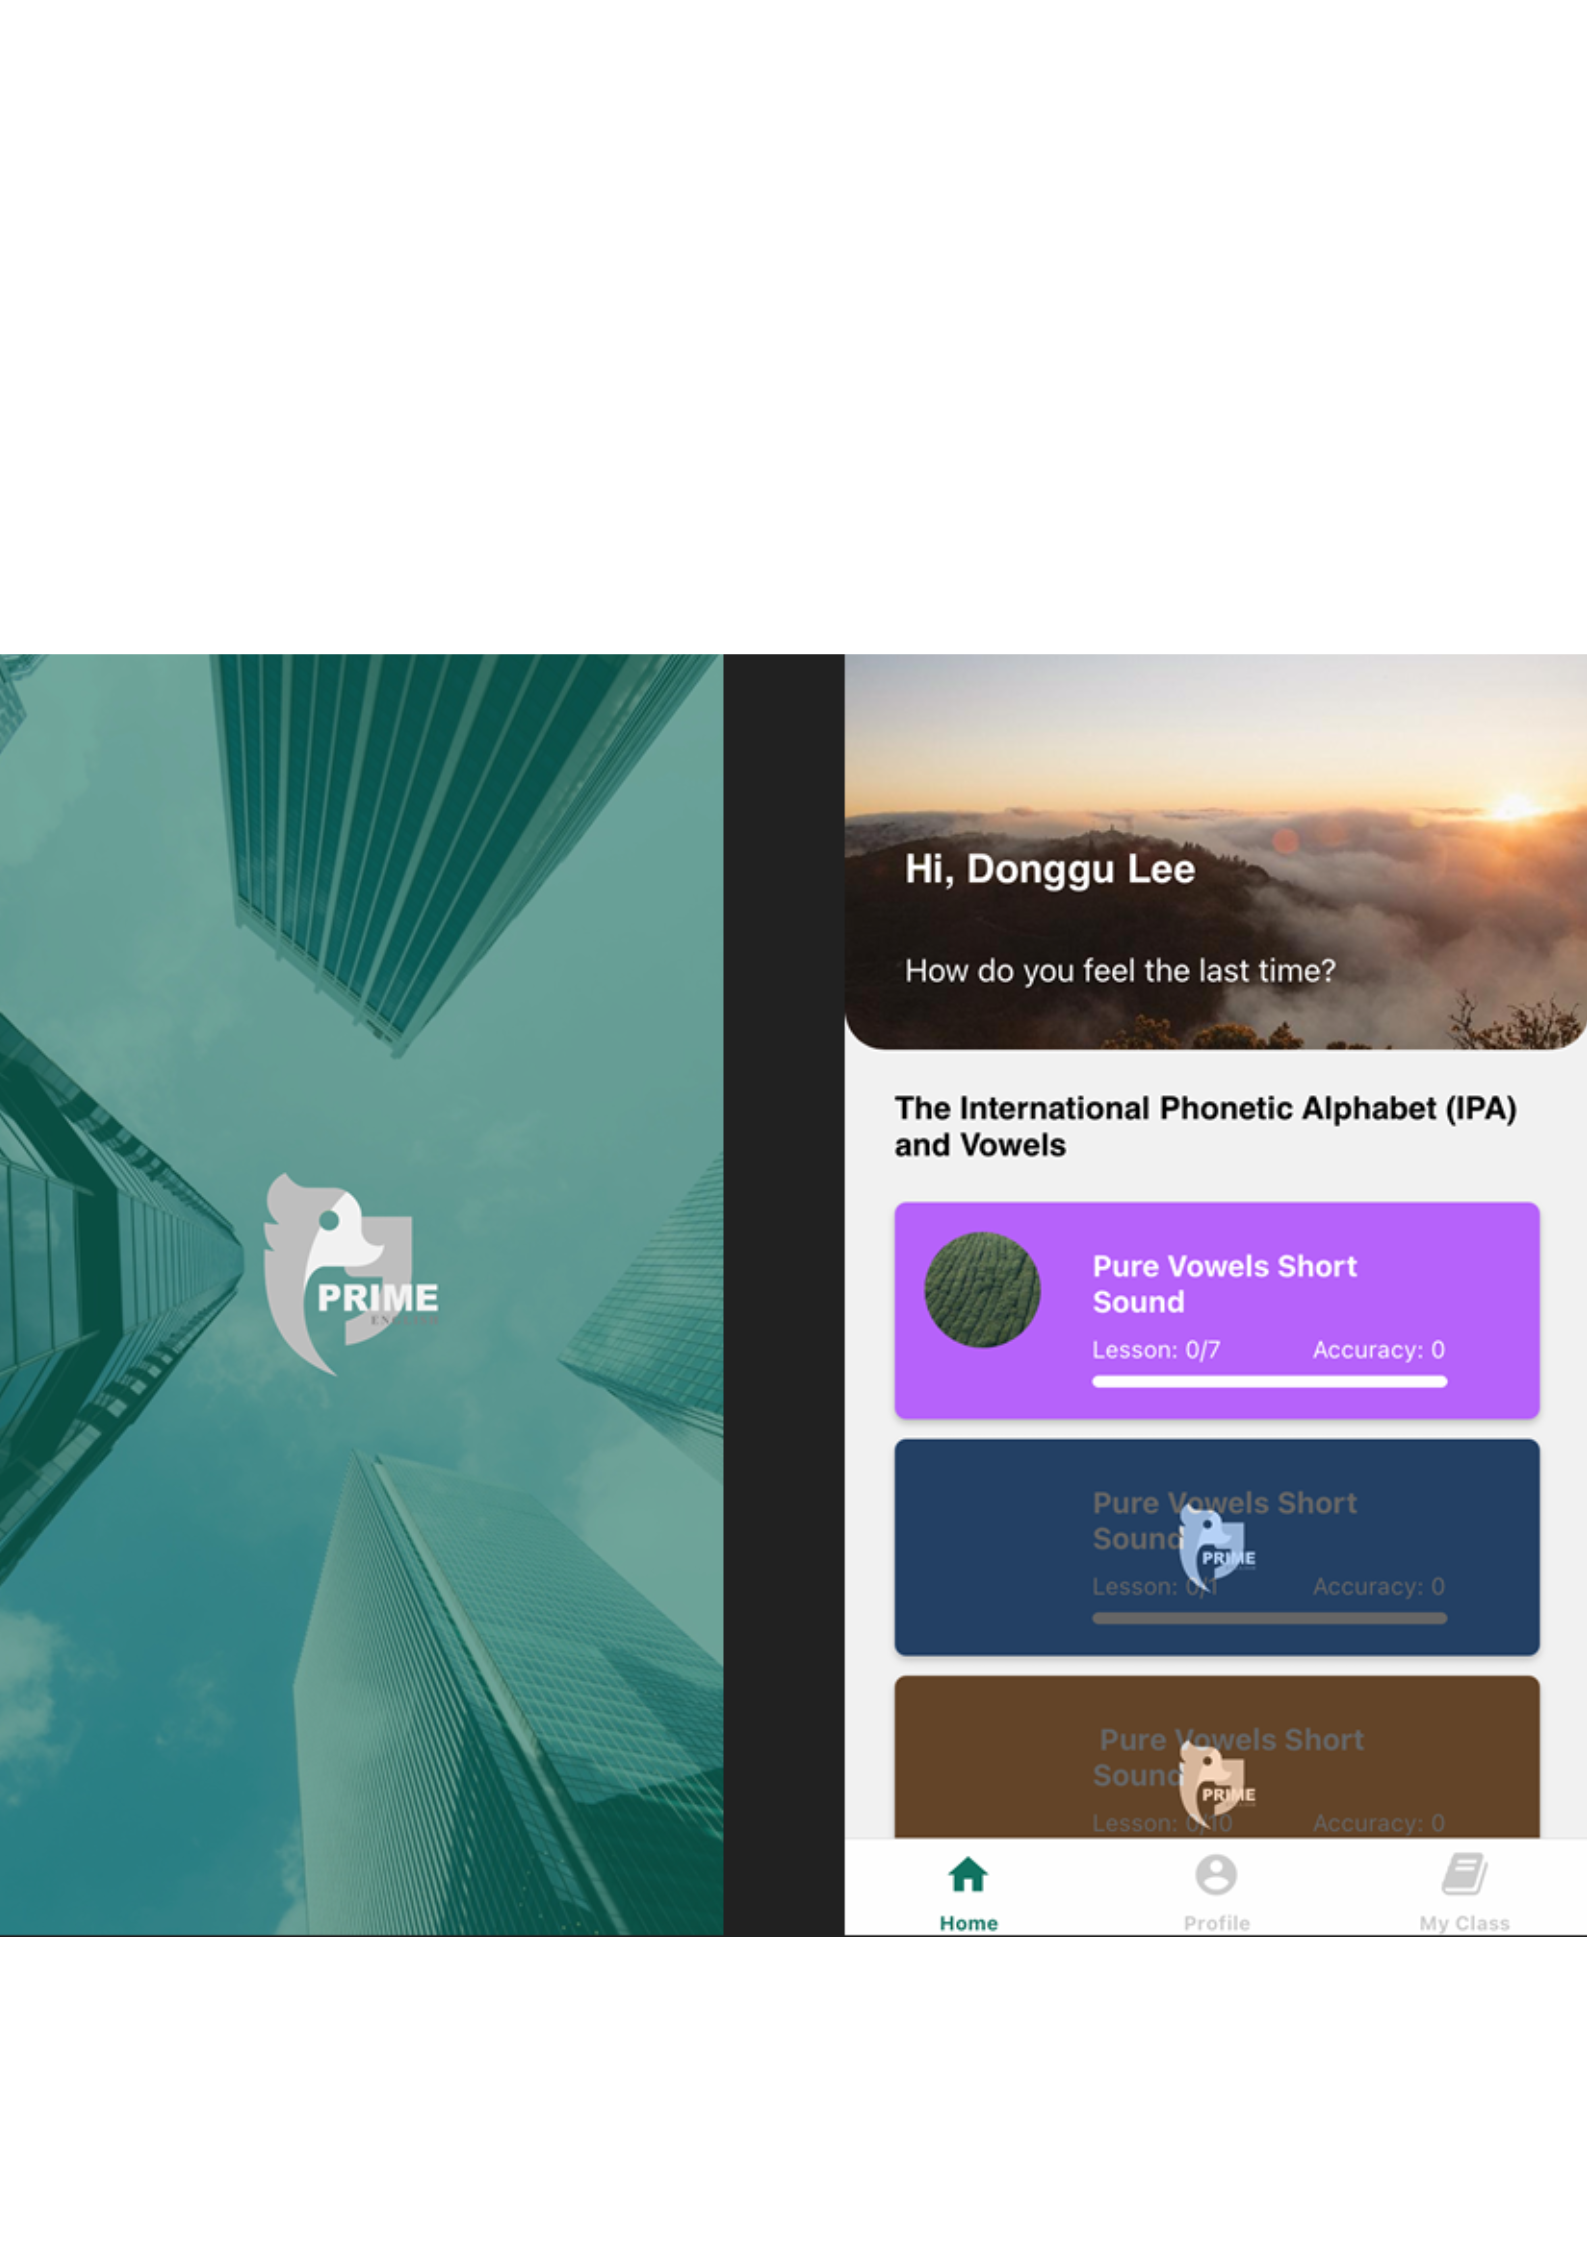 PRIME
ENGLISH
Hi, Donggu Lee
How do you feel the last time?
The International Phonetic Alphabet (IPA)
and Vowels
Pure Vowels Short
Sound
Lesson: 0/7 Accuracy: 0
Pure Vowels Short
Sound
PRIME
Lesson: 0/1 Accuracy: 0
Pure Vowels Short
Sound
PRIME
Lesson: 0/10 Accuracy: 0
Home Profile My Class